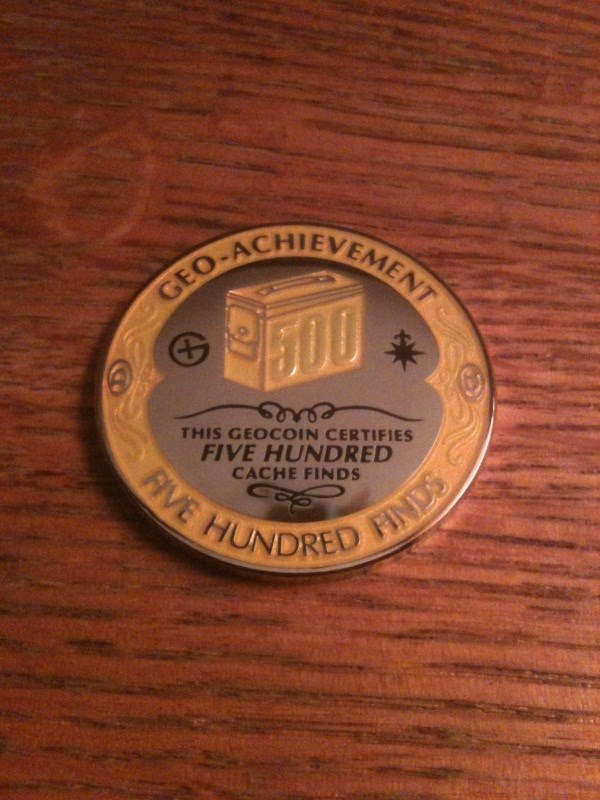 GEO-ACHIEVEMENT
500
THIS GEOCOIN CERTIFIES
FIVE HUNDRED
CACHE FINDS
FIVE HUNDRED FINDS